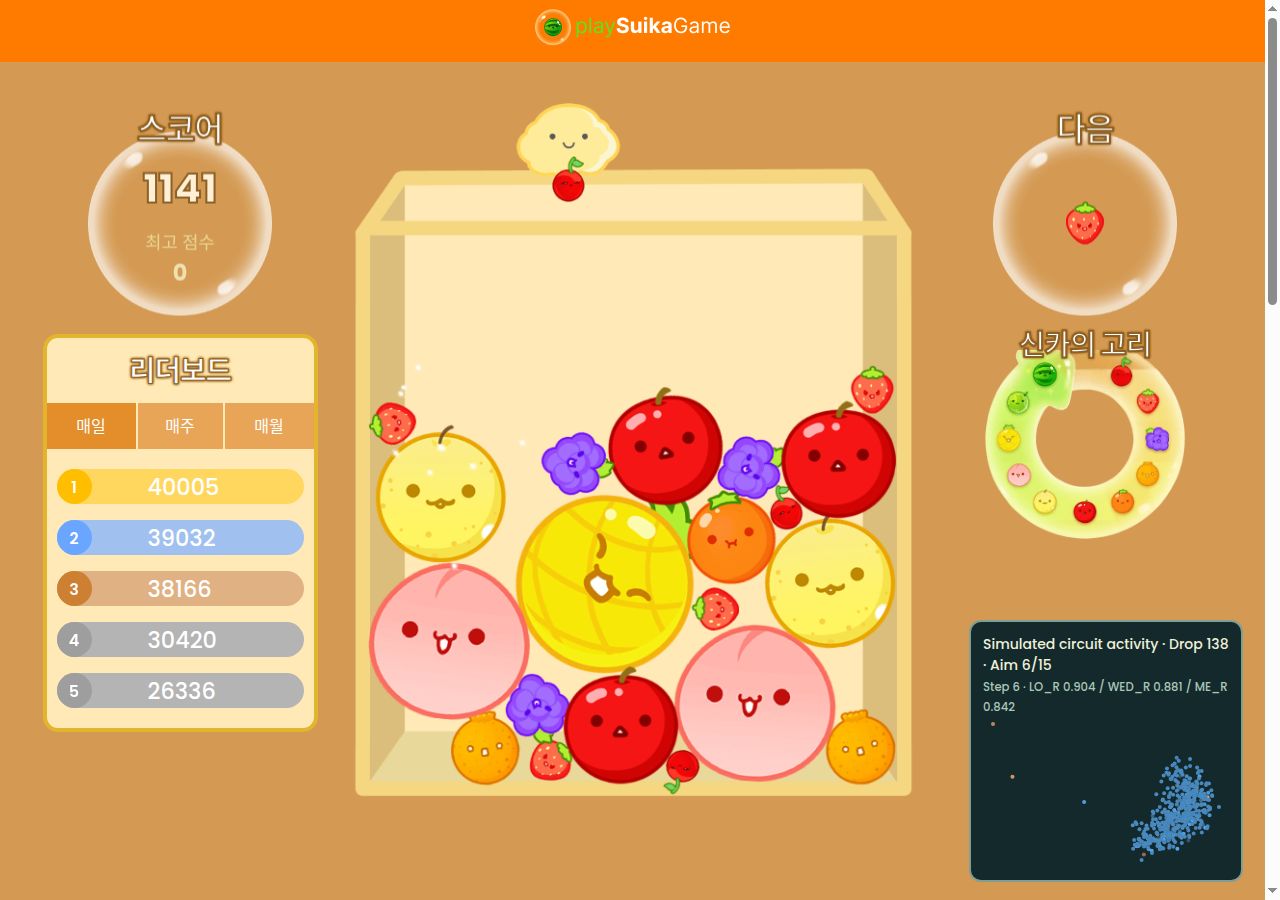 playSuikaGame
스코어
1141
최고 점수
0
다음
리더보드
매일 매주 매월
1 40005
2 39032
3 38166
4 30420
5 26336
신카의 고리
Simulated circuit activity · Drop 138
· Aim 6/15
Step 6 · LO_R 0.904 / WED_R 0.881 / ME_R
0.842